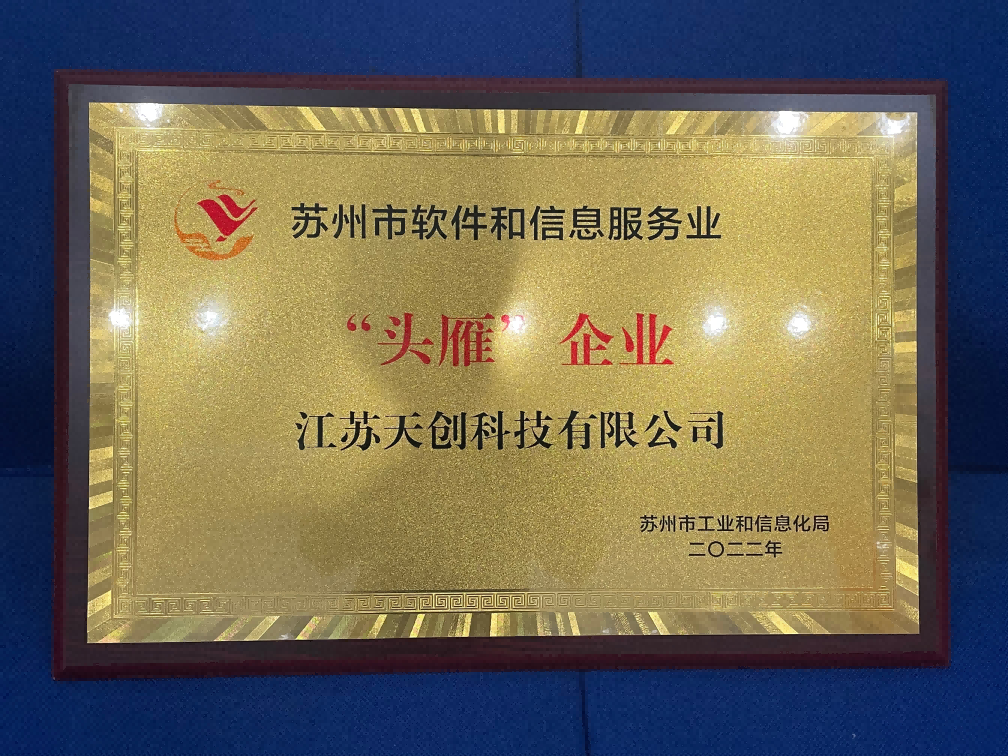 苏州市软件和信息服务业
“头雁”企业
江苏天创科技有限公司
苏州市工业和信息化局
二〇二二年